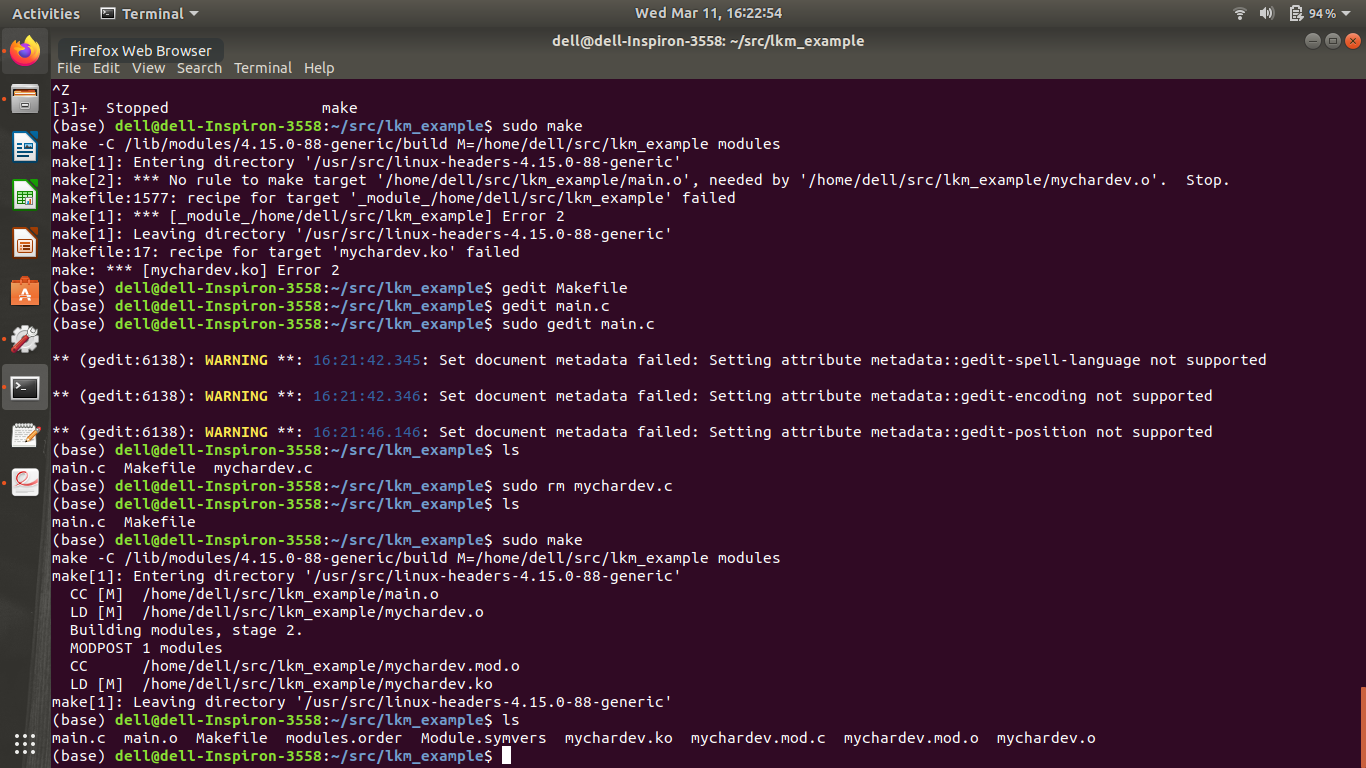 Activities Terminal Wed Mar 11, 16:22:54 94%
dell@dell-Inspiron-3558: ~/src/lkm_example
Firefox Web Browser
File Edit View Search Terminal Help
^Z
[3]+  Stopped                 make
(base) dell@dell-Inspiron-3558:~/src/lkm_example$ sudo make
make -C /lib/modules/4.15.0-88-generic/build M=/home/dell/src/lkm_example modules
make[1]: Entering directory '/usr/src/linux-headers-4.15.0-88-generic'
make[2]: *** No rule to make target '/home/dell/src/lkm_example/main.o', needed by '/home/dell/src/lkm_example/mychardev.o'.  Stop.
Makefile:1577: recipe for target '_module_/home/dell/src/lkm_example' failed
make[1]: *** [_module_/home/dell/src/lkm_example] Error 2
make[1]: Leaving directory '/usr/src/linux-headers-4.15.0-88-generic'
Makefile:17: recipe for target 'mychardev.ko' failed
make: *** [mychardev.ko] Error 2
(base) dell@dell-Inspiron-3558:~/src/lkm_example$ gedit Makefile
(base) dell@dell-Inspiron-3558:~/src/lkm_example$ gedit main.c
(base) dell@dell-Inspiron-3558:~/src/lkm_example$ sudo gedit main.c
** (gedit:6138): WARNING **: 16:21:42.345: Set document metadata failed: Setting attribute metadata::gedit-spell-language not supported
** (gedit:6138): WARNING **: 16:21:42.346: Set document metadata failed: Setting attribute metadata::gedit-encoding not supported
** (gedit:6138): WARNING **: 16:21:46.146: Set document metadata failed: Setting attribute metadata::gedit-position not supported
(base) dell@dell-Inspiron-3558:~/src/lkm_example$ ls
main.c  Makefile  mychardev.c
(base) dell@dell-Inspiron-3558:~/src/lkm_example$ sudo rm mychardev.c
(base) dell@dell-Inspiron-3558:~/src/lkm_example$ ls
main.c  Makefile
(base) dell@dell-Inspiron-3558:~/src/lkm_example$ sudo make
make -C /lib/modules/4.15.0-88-generic/build M=/home/dell/src/lkm_example modules
make[1]: Entering directory '/usr/src/linux-headers-4.15.0-88-generic'
  CC [M]  /home/dell/src/lkm_example/main.o
  LD [M]  /home/dell/src/lkm_example/mychardev.o
  Building modules, stage 2.
  MODPOST 1 modules
  CC      /home/dell/src/lkm_example/mychardev.mod.o
  LD [M]  /home/dell/src/lkm_example/mychardev.ko
make[1]: Leaving directory '/usr/src/linux-headers-4.15.0-88-generic'
(base) dell@dell-Inspiron-3558:~/src/lkm_example$ ls
main.c  main.o  Makefile  modules.order  Module.symvers  mychardev.ko  mychardev.mod.c  mychardev.mod.o  mychardev.o
(base) dell@dell-Inspiron-3558:~/src/lkm_example$